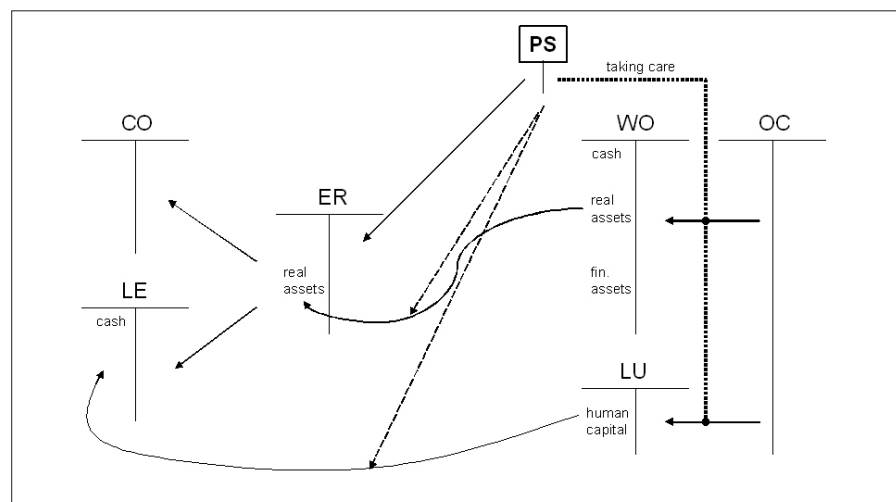 PS
taking care
CO
WO
OC
cash
ER
real
assets
real
assets
fin.
assets
LE
cash
LU
human
capital